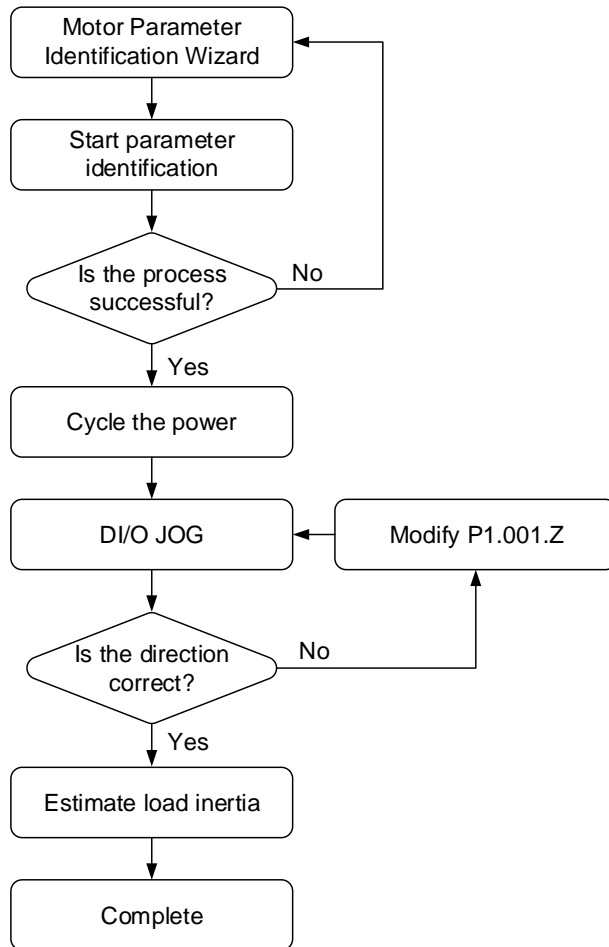 Motor Parameter
Identification Wizard
Start parameter
identification
Is the process
successful?
No
Yes
Cycle the power
DI/O JOG
Modify P1.001.Z
Is the direction
correct?
No
Yes
Estimate load inertia
Complete